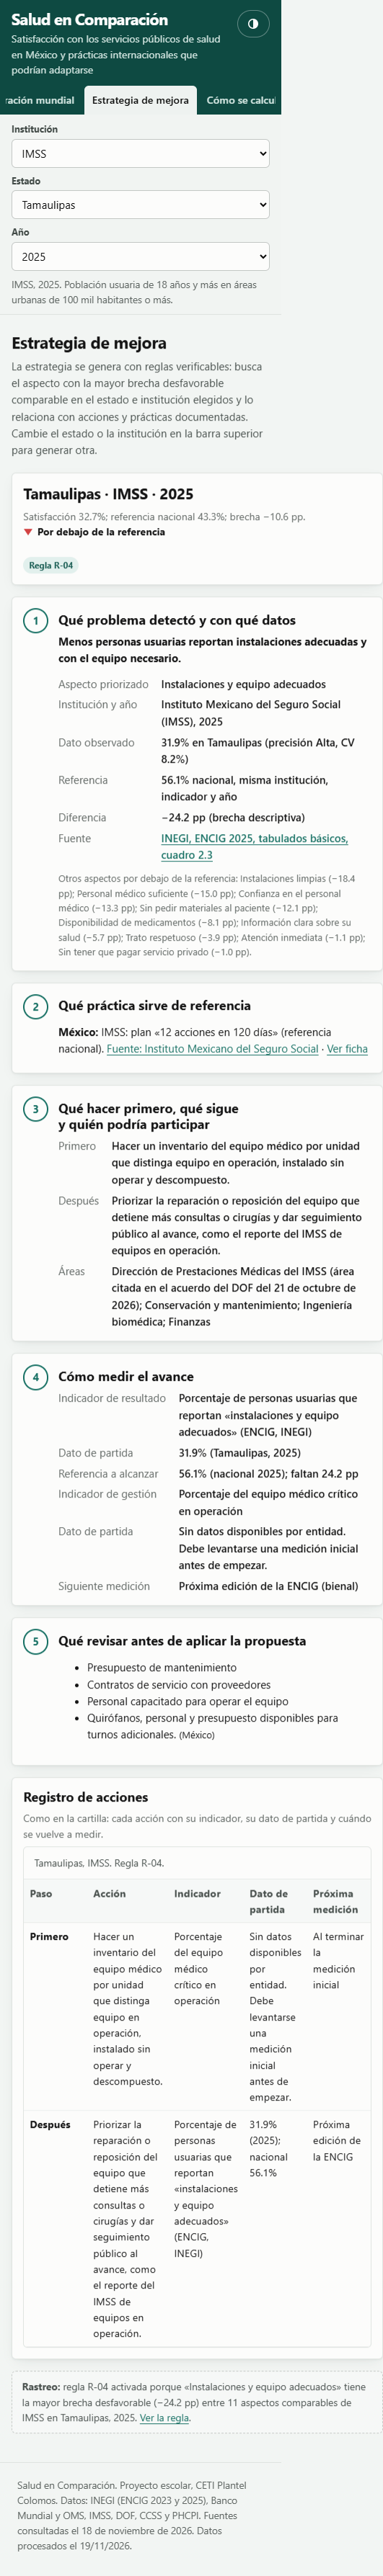 Salud en Comparación
Satisfacción con los servicios públicos de salud
en México y prácticas internacionales que
podrían adaptarse
ración mundial
Estrategia de mejora
Cómo se calcul
Institución
IMSS
Estado
Tamaulipas
Año
2025
IMSS, 2025. Población usuaria de 18 años y más en áreas
urbanas de 100 mil habitantes o más.
Estrategia de mejora
La estrategia se genera con reglas verificables: busca
el aspecto con la mayor brecha desfavorable
comparable en el estado e institución elegidos y lo
relaciona con acciones y prácticas documentadas.
Cambie el estado o la institución en la barra superior
para generar otra.
Tamaulipas · IMSS · 2025
Satisfacción 32.7%; referencia nacional 43.3%; brecha −10.6 pp.
▼ Por debajo de la referencia
Regla R-04
1
Qué problema detectó y con qué datos
Menos personas usuarias reportan instalaciones adecuadas y
con el equipo necesario.
Aspecto priorizado Instalaciones y equipo adecuados
Institución y año Instituto Mexicano del Seguro Social
(IMSS), 2025
Dato observado 31.9% en Tamaulipas (precisión Alta, CV
8.2%)
Referencia 56.1% nacional, misma institución,
indicador y año
Diferencia −24.2 pp (brecha descriptiva)
Fuente INEGI, ENCIG 2025, tabulados básicos,
cuadro 2.3
Otros aspectos por debajo de la referencia: Instalaciones limpias (−18.4
pp); Personal médico suficiente (−15.0 pp); Confianza en el personal
médico (−13.3 pp); Sin pedir materiales al paciente (−12.1 pp);
Disponibilidad de medicamentos (−8.1 pp); Información clara sobre su
salud (−5.7 pp); Trato respetuoso (−3.9 pp); Atención inmediata (−1.1 pp);
Sin tener que pagar servicio privado (−1.0 pp).
2
Qué práctica sirve de referencia
México: IMSS: plan «12 acciones en 120 días» (referencia
nacional). Fuente: Instituto Mexicano del Seguro Social · Ver ficha
3
Qué hacer primero, qué sigue
y quién podría participar
Primero Hacer un inventario del equipo médico por unidad
que distinga equipo en operación, instalado sin
operar y descompuesto.
Después Priorizar la reparación o reposición del equipo que
detiene más consultas o cirugías y dar seguimiento
público al avance, como el reporte del IMSS de
equipos en operación.
Áreas Dirección de Prestaciones Médicas del IMSS (área
citada en el acuerdo del DOF del 21 de octubre de
2026); Conservación y mantenimiento; Ingeniería
biomédica; Finanzas
4
Cómo medir el avance
Indicador de resultado Porcentaje de personas usuarias que
reportan «instalaciones y equipo
adecuados» (ENCIG, INEGI)
Dato de partida 31.9% (Tamaulipas, 2025)
Referencia a alcanzar 56.1% (nacional 2025); faltan 24.2 pp
Indicador de gestión Porcentaje del equipo médico crítico
en operación
Dato de partida Sin datos disponibles por entidad.
Debe levantarse una medición inicial
antes de empezar.
Siguiente medición Próxima edición de la ENCIG (bienal)
5
Qué revisar antes de aplicar la propuesta
• Presupuesto de mantenimiento
• Contratos de servicio con proveedores
• Personal capacitado para operar el equipo
• Quirófanos, personal y presupuesto disponibles para
turnos adicionales. (México)
Registro de acciones
Como en la cartilla: cada acción con su indicador, su dato de partida y cuándo
se vuelve a medir.
Tamaulipas, IMSS. Regla R-04.
Paso
Acción
Indicador
Dato de
partida
Próxima
medición
Primero
Hacer un
inventario del
equipo médico
por unidad
que distinga
equipo en
operación,
instalado sin
operar y
descompuesto.
Porcentaje
del equipo
médico
crítico en
operación
Sin datos
disponibles
por
entidad.
Debe
levantarse
una
medición
inicial
antes de
empezar.
Al terminar
la
medición
inicial
Después
Priorizar la
reparación o
reposición del
equipo que
detiene más
consultas o
cirugías y dar
seguimiento
público al
avance, como
el reporte del
IMSS de
equipos en
operación.
Porcentaje de
personas
usuarias que
reportan
«instalaciones
y equipo
adecuados»
(ENCIG,
INEGI)
31.9%
(2025);
nacional
56.1%
Próxima
edición de
la ENCIG
Rastreo: regla R-04 activada porque «Instalaciones y equipo adecuados» tiene
la mayor brecha desfavorable (−24.2 pp) entre 11 aspectos comparables de
IMSS en Tamaulipas, 2025. Ver la regla.
Salud en Comparación. Proyecto escolar, CETI Plantel
Colomos. Datos: INEGI (ENCIG 2023 y 2025), Banco
Mundial y OMS, IMSS, DOF, CCSS y PHCPI. Fuentes
consultadas el 18 de noviembre de 2026. Datos
procesados el 19/11/2026.